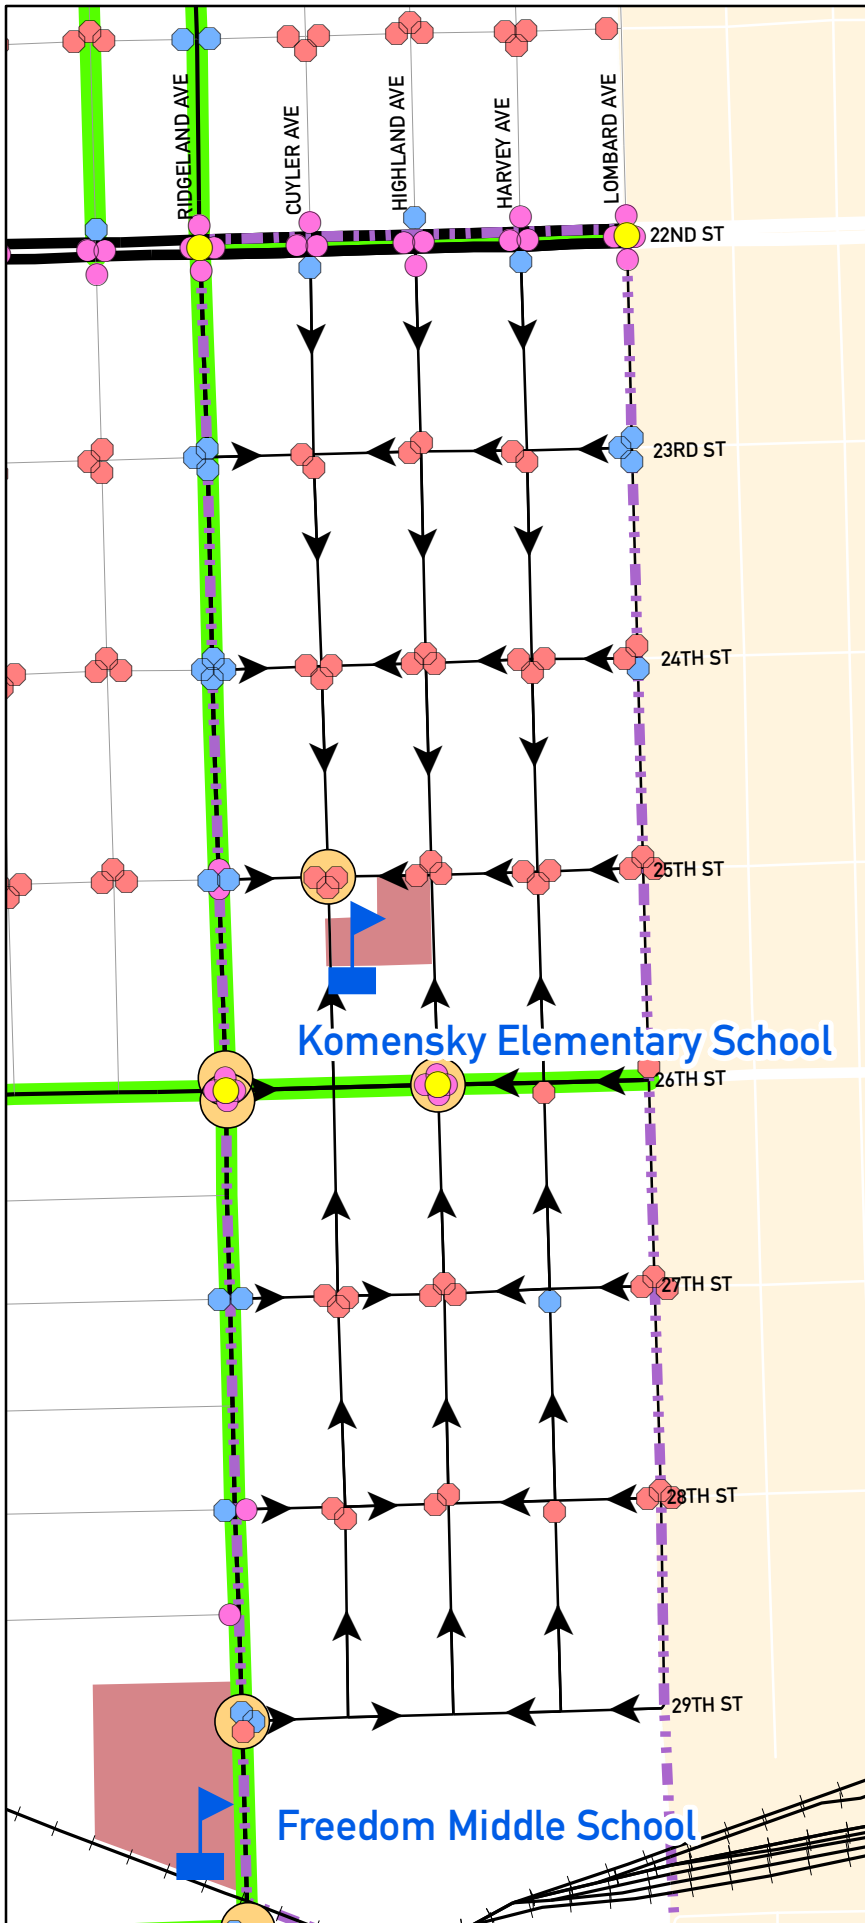 RIDGELAND AVE
CUYLER AVE
HIGHLAND AVE
HARVEY AVE
LOMBARD AVE
22ND ST
23RD ST
24TH ST
25TH ST
Komensky Elementary School
26TH ST
27TH ST
28TH ST
29TH ST
Freedom Middle School